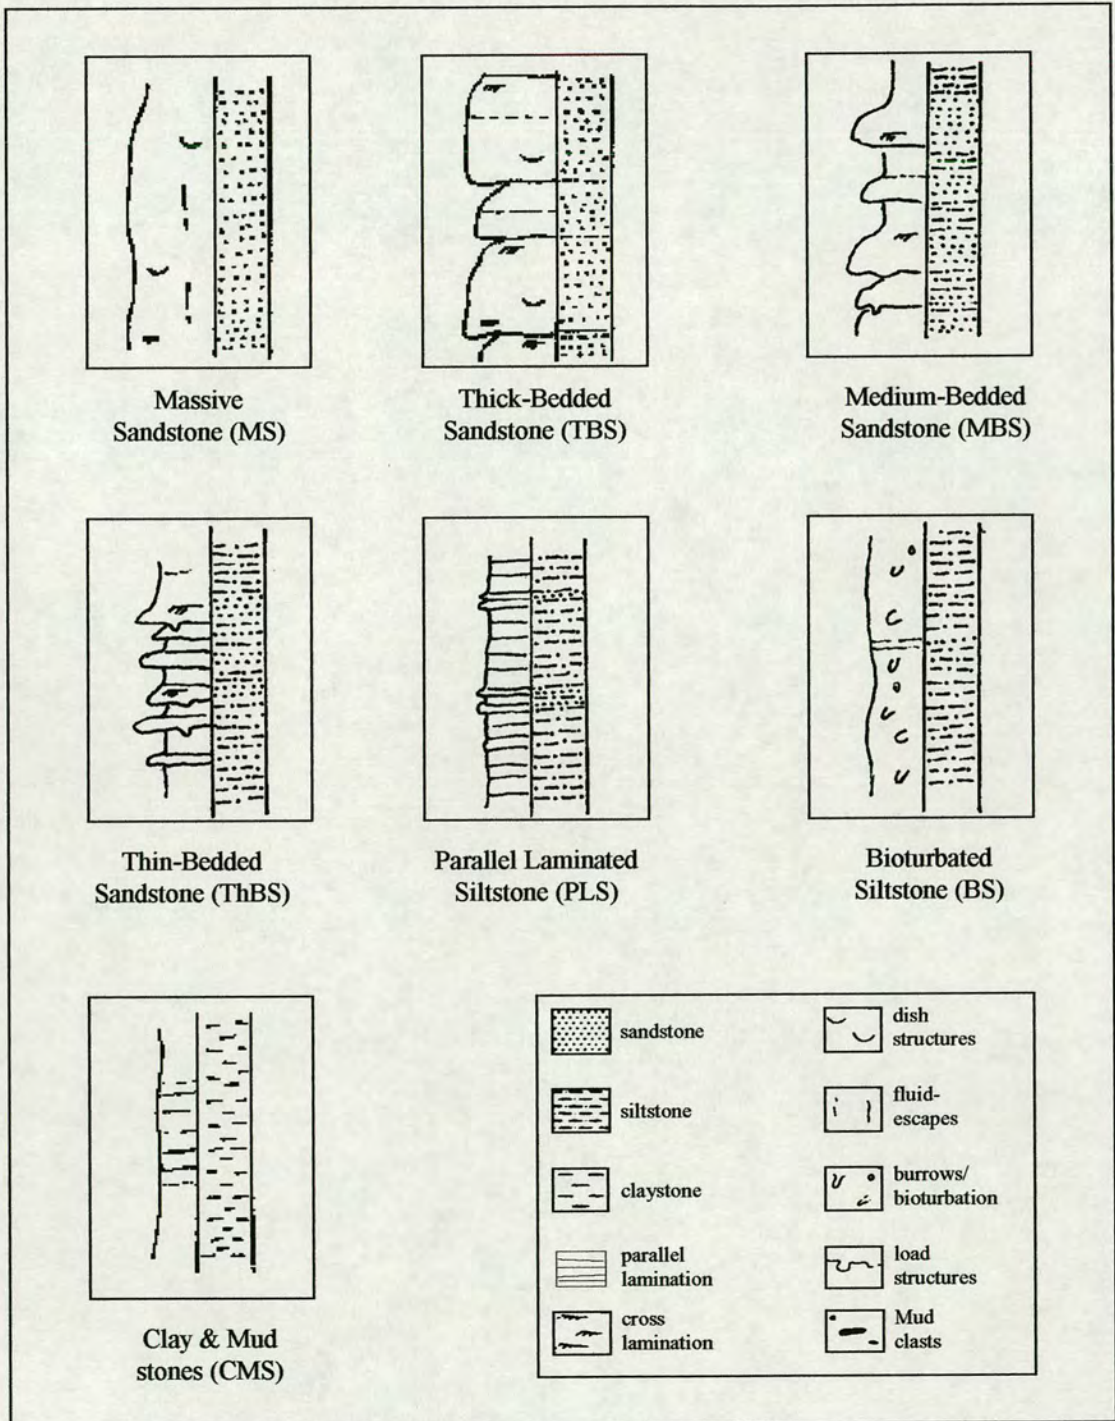 Massive
Sandstone (MS)
Thick-Bedded
Sandstone (TBS)
Medium-Bedded
Sandstone (MBS)
Thin-Bedded
Sandstone (ThBS)
Parallel Laminated
Siltstone (PLS)
Bioturbated
Siltstone (BS)
Clay & Mud
stones (CMS)
sandstone
siltstone
claystone
parallel
lamination
cross
lamination
dish
structures
fluid-
escapes
burrows/
bioturbation
load
structures
Mud
clasts